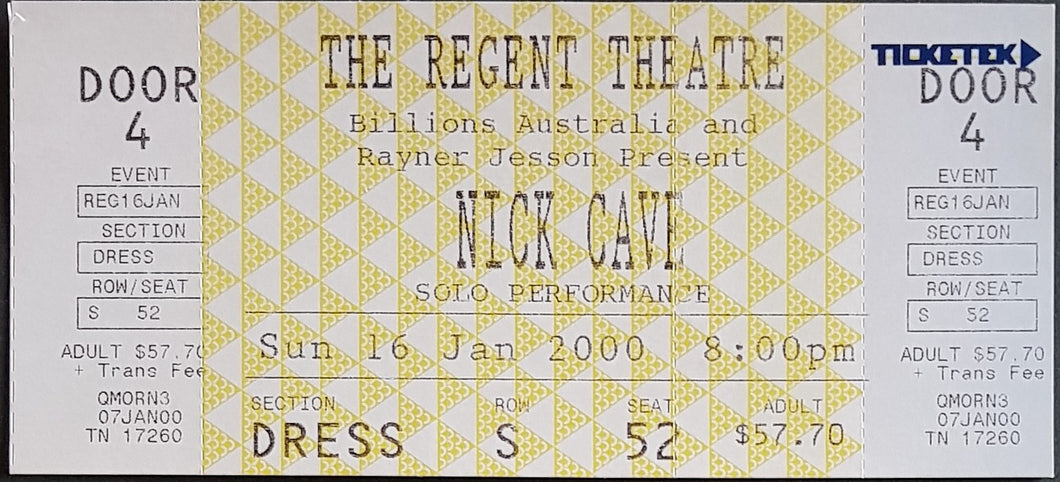 DOOR
4
EVENT
REG16JAN
SECTION
DRESS
ROW/SEAT
S 52
ADULT $57.70
+ Trans Fee
QMORN3
07JAN00
TN 17260
THE REGENT THEATRE
Billions Australia and
Rayner Jesson Present
NICK CAVE
SOLO PERFORMANCE
Sun 16 Jan 2000 8:00pm
SECTION ROW SEAT ADULT
DRESS S 52 $57.70
TICKETEK
DOOR
4
EVENT
REG16JAN
SECTION
DRESS
ROW/SEAT
S 52
ADULT $57.70
+ Trans Fee
QMORN3
07JAN00
TN 17260